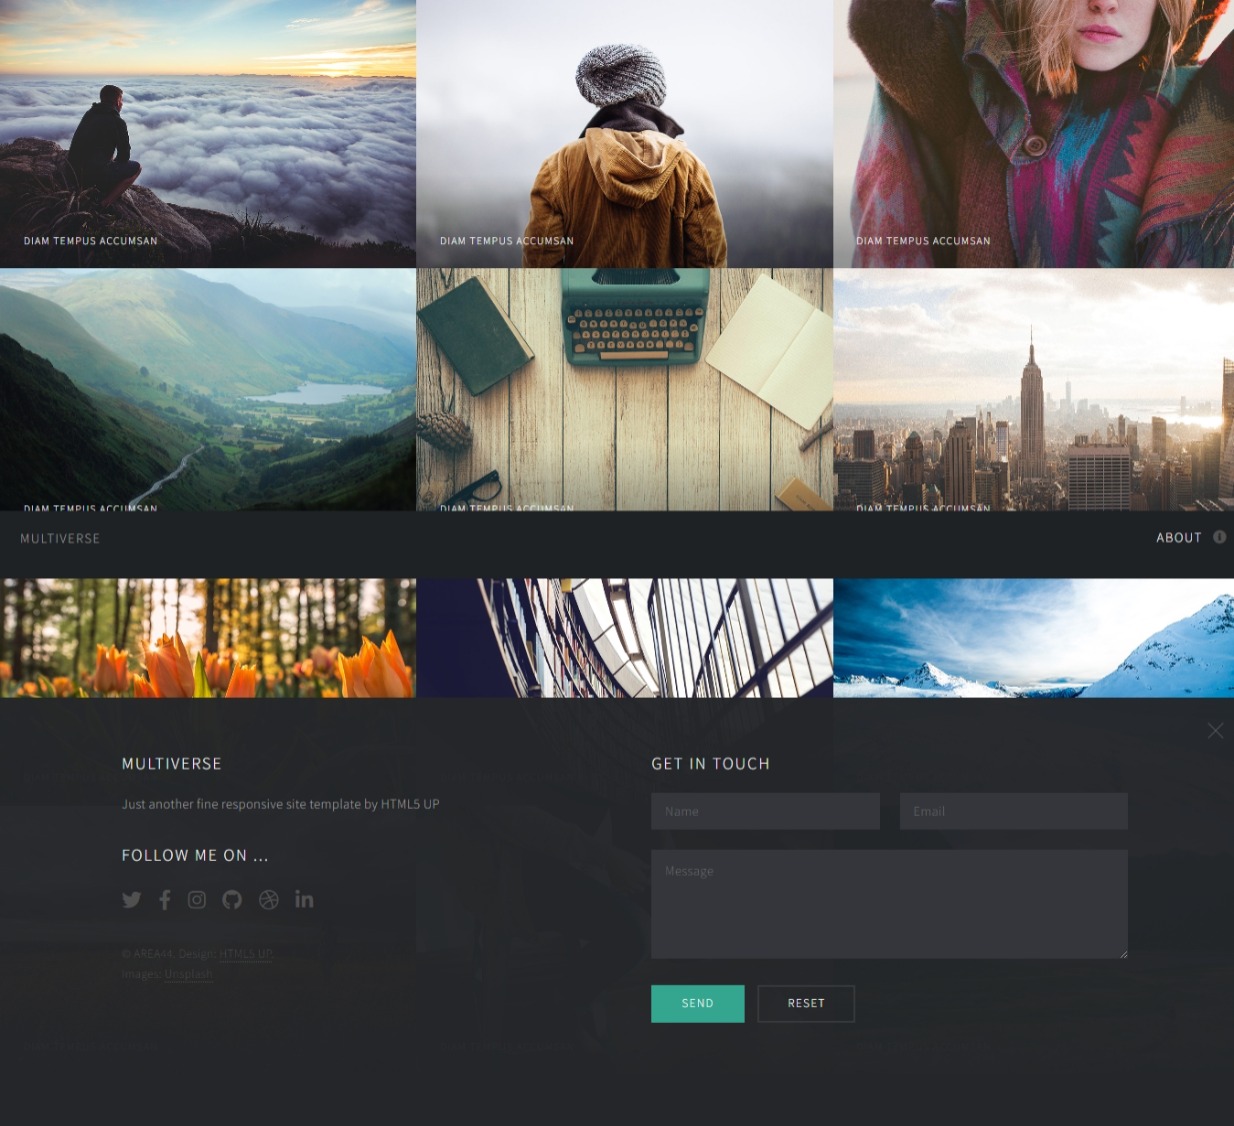 DIAM TEMPUS ACCUMSAN
DIAM TEMPUS ACCUMSAN
DIAM TEMPUS ACCUMSAN
DIAM TEMPUS ACCUMSAN
DIAM TEMPUS ACCUMSAN
DIAM TEMPUS ACCUMSAN
MULTIVERSE
ABOUT
MULTIVERSE
Just another fine responsive site template by HTML5 UP
FOLLOW ME ON ...
© AREA44. Design: HTML5 UP.
Images: Unsplash.
GET IN TOUCH
Name
Email
Message
SEND
RESET